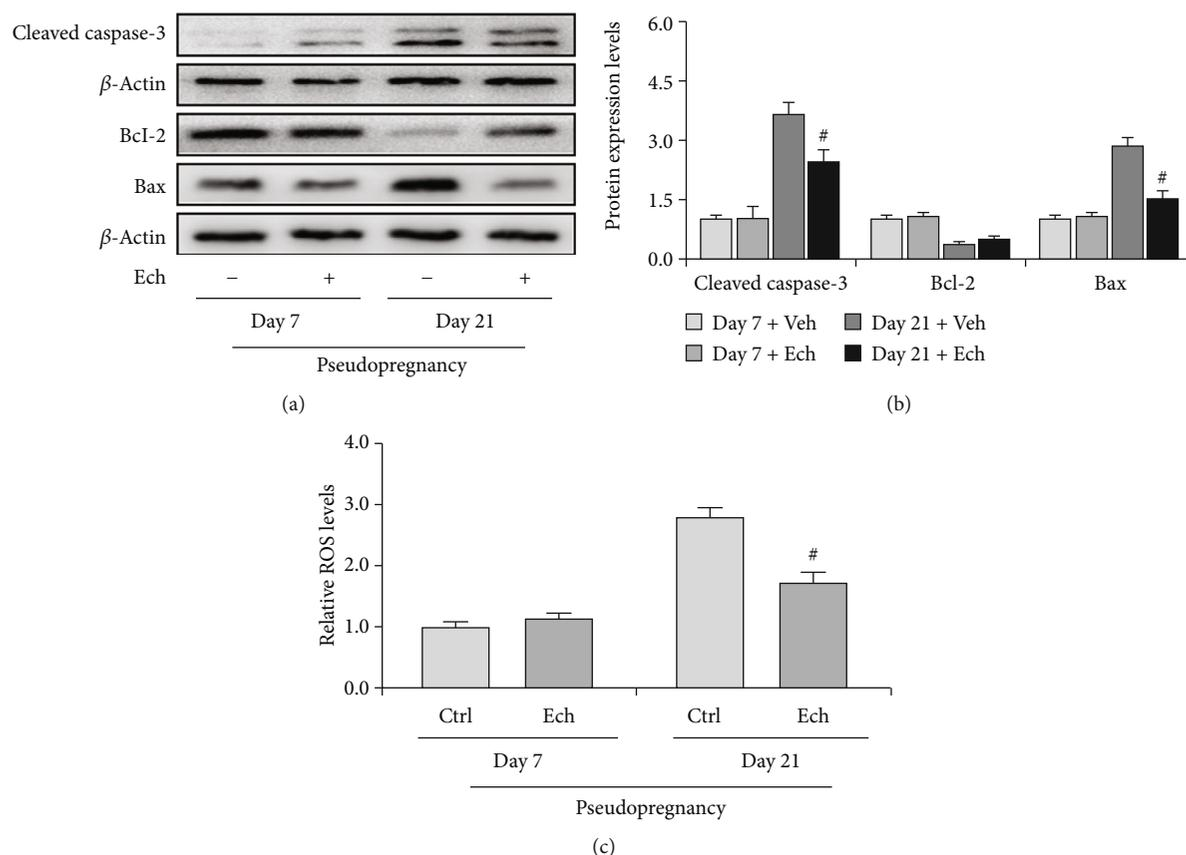 Cleaved caspase-3
β-Actin
BcI-2
Bax
β-Actin
Ech − + − +
Day 7 Day 21
Pseudopregnancy
(a)
Protein expression levels
6.0
4.5
3.0
1.5
0.0
#
#
Cleaved caspase-3 Bcl-2 Bax
Day 7 + Veh Day 21 + Veh
Day 7 + Ech Day 21 + Ech
(b)
Relative ROS levels
4.0
3.0
2.0
1.0
0.0
#
Ctrl Ech Ctrl Ech
Day 7 Day 21
Pseudopregnancy
(c)